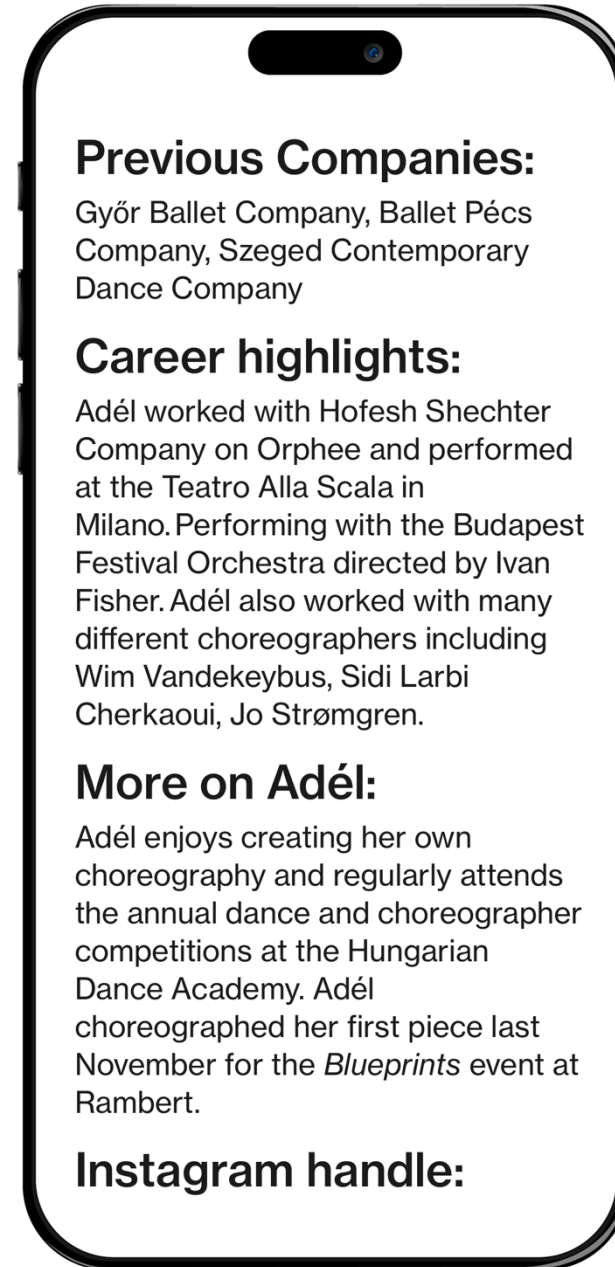 Previous Companies:
Győr Ballet Company, Ballet Pécs
Company, Szeged Contemporary
Dance Company
Career highlights:
Adél worked with Hofesh Shechter
Company on Orphee and performed
at the Teatro Alla Scala in
Milano. Performing with the Budapest
Festival Orchestra directed by Ivan
Fisher. Adél also worked with many
different choreographers including
Wim Vandekeybus, Sidi Larbi
Cherkaoui, Jo Strømgren.
More on Adél:
Adél enjoys creating her own
choreography and regularly attends
the annual dance and choreographer
competitions at the Hungarian
Dance Academy. Adél
choreographed her first piece last
November for the Blueprints event at
Rambert.
Instagram handle: